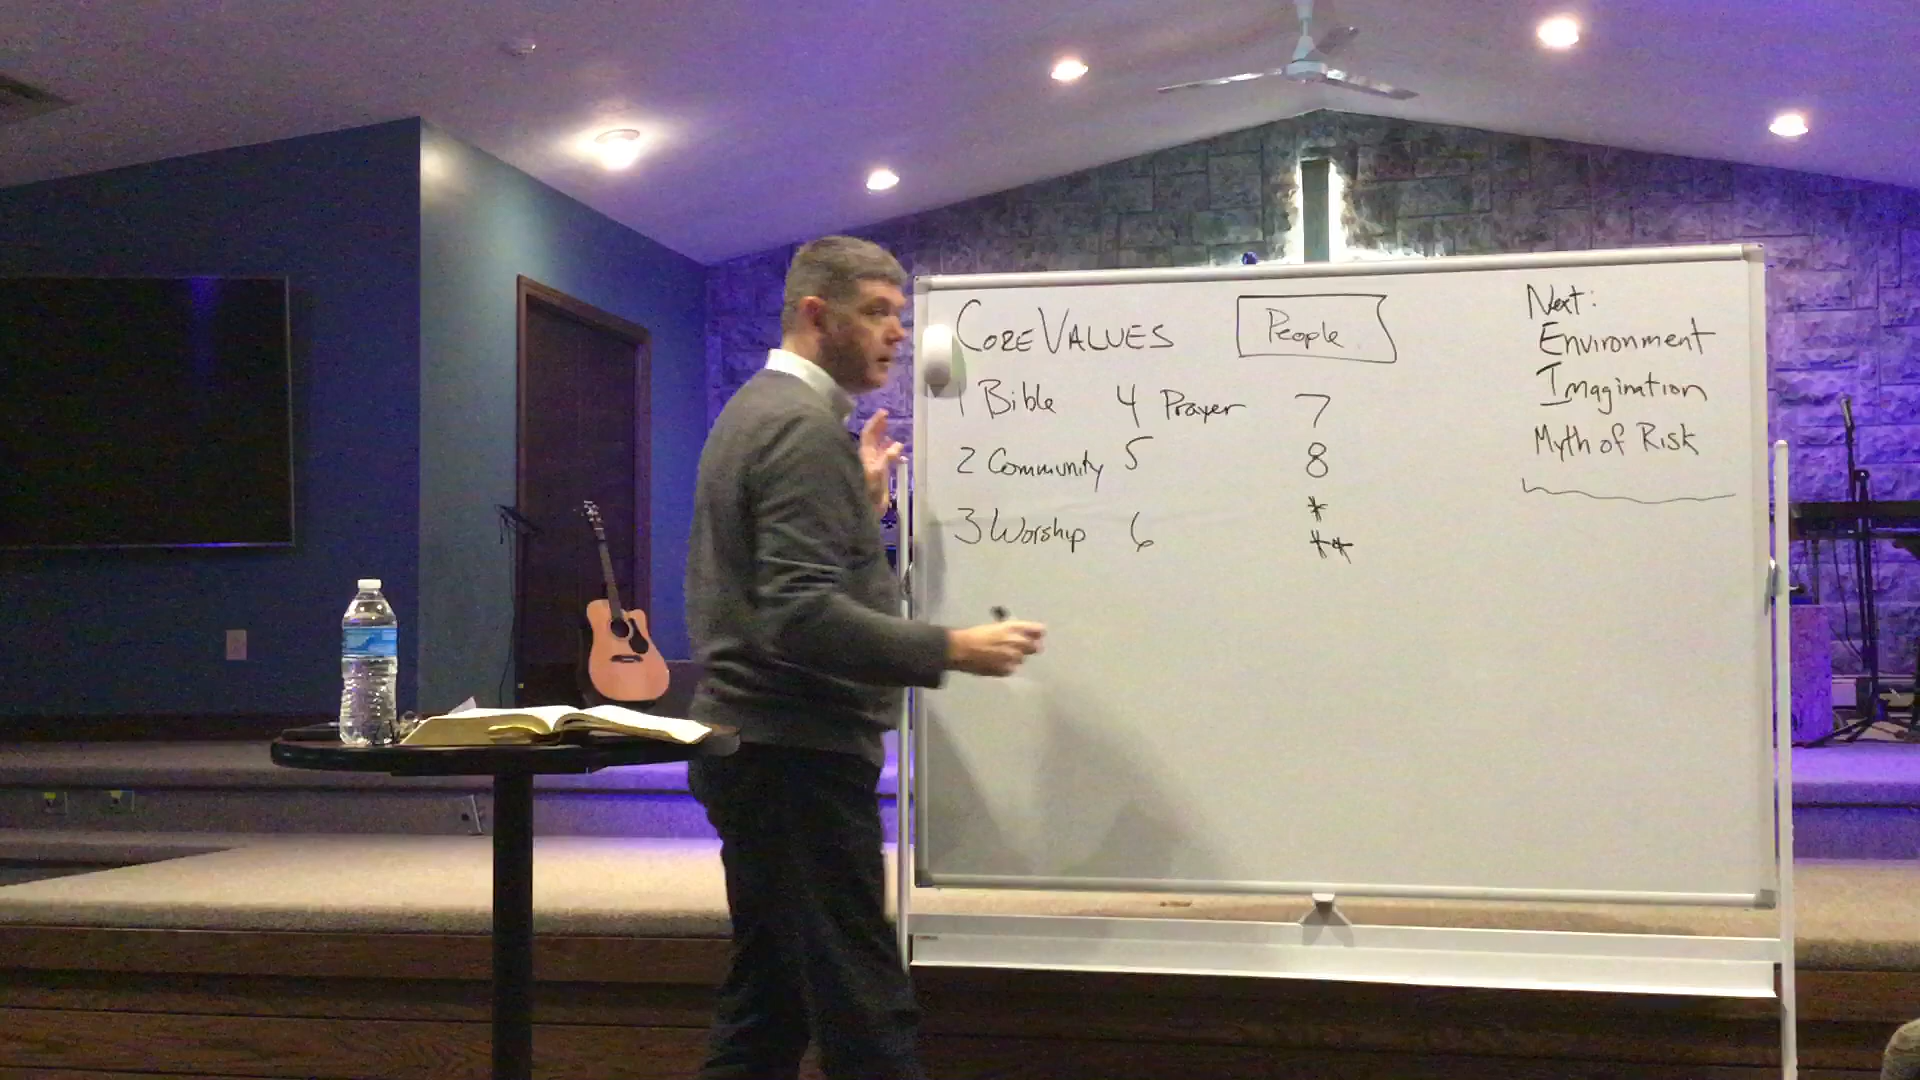 Core Values
People
1 Bible 4 Prayer 7
2 Community 5 8
3 Worship 6 *
**
Next:
Environment
Imagination
Myth of Risk